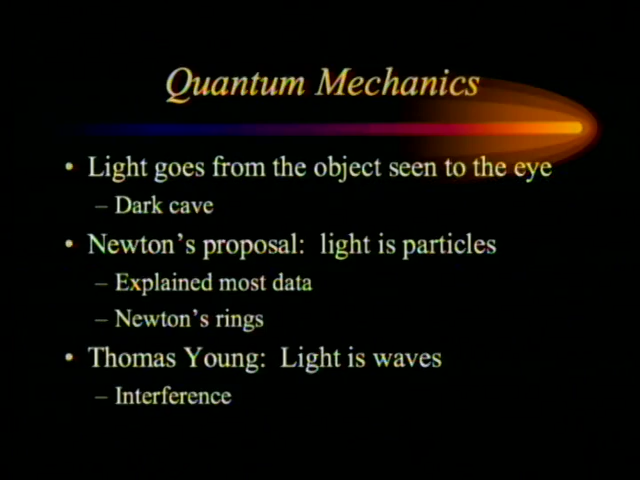 Quantum Mechanics
• Light goes from the object seen to the eye
– Dark cave
• Newton's proposal:  light is particles
– Explained most data
– Newton's rings
• Thomas Young:  Light is waves
– Interference